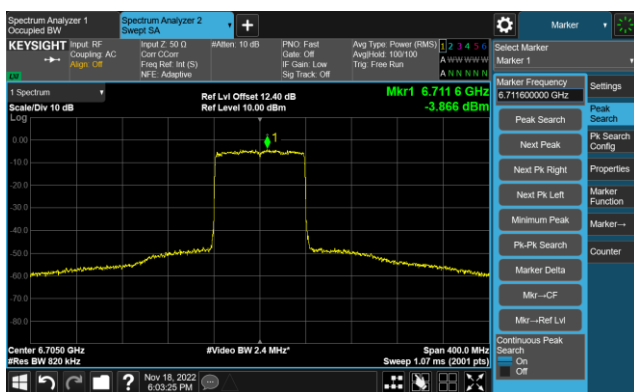 Spectrum Analyzer 1
Occupied BW
Spectrum Analyzer 2
Swept SA
Marker
KEYSIGHT
Input: RF
Coupling: AC
Align: Off
Input Z: 50 Ω
Corr CCorr
Freq Ref: Int (S)
NFE: Adaptive
#Atten: 10 dB
PNO: Fast
Gate: Off
IF Gain: Low
Sig Track: Off
Avg Type: Power (RMS)
Avg|Hold: 100/100
Trig: Free Run
1 2 3 4 5 6
A W W W W W
A N N N N N
LXI
Select Marker
Marker 1
1 Spectrum
Scale/Div 10 dB
Log
Ref Lvl Offset 12.40 dB
Ref Level 10.00 dBm
Mkr1 6.711 6 GHz
-3.866 dBm
1
0.00
-10.0
-20.0
-30.0
-40.0
-50.0
-60.0
-70.0
-80.0
Center 6.7050 GHz
#Res BW 820 kHz
#Video BW 2.4 MHz*
Span 400.0 MHz
Sweep 1.07 ms (2001 pts)
Marker Frequency
6.711600000 GHz
Peak Search
Next Peak
Next Pk Right
Next Pk Left
Minimum Peak
Pk-Pk Search
Marker Delta
Mkr→CF
Mkr→Ref Lvl
Continuous Peak
Search
On
Off
Settings
Peak
Search
Pk Search
Config
Properties
Marker
Function
Marker→
Counter
?
Nov 18, 2022
6:03:25 PM